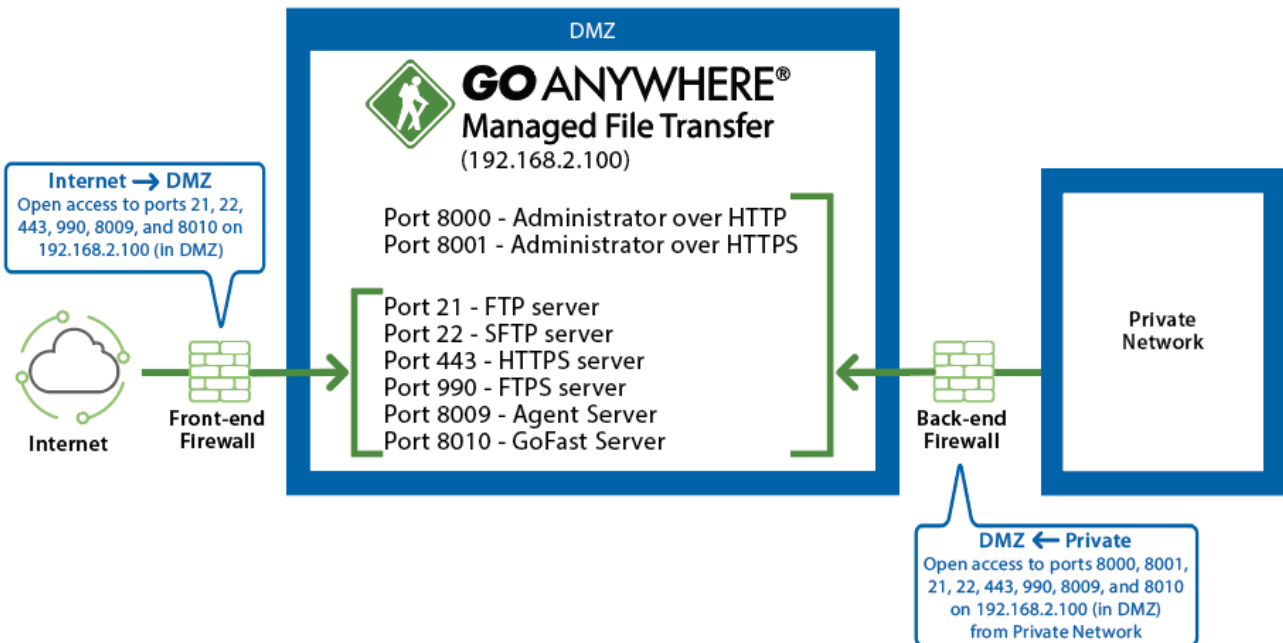 DMZ
GO ANYWHERE®
Managed File Transfer
(192.168.2.100)
Internet → DMZ
Open access to ports 21, 22,
443, 990, 8009, and 8010 on
192.168.2.100 (in DMZ)
Port 8000 - Administrator over HTTP
Port 8001 - Administrator over HTTPS
Port 21 - FTP server
Port 22 - SFTP server
Port 443 - HTTPS server
Port 990 - FTPS server
Port 8009 - Agent Server
Port 8010 - GoFast Server
Internet
Front-end
Firewall
Back-end
Firewall
Private
Network
DMZ ← Private
Open access to ports 8000, 8001,
21, 22, 443, 990, 8009, and 8010
on 192.168.2.100 (in DMZ)
from Private Network